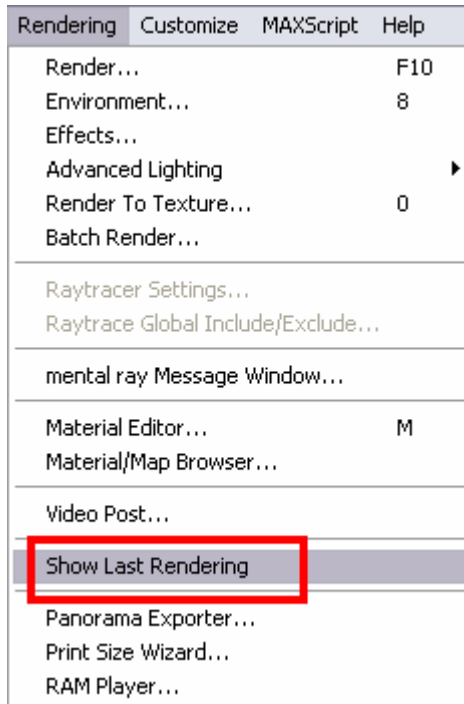 Rendering Customize MAXScript Help
Render... F10
Environment... 8
Effects...
Advanced Lighting
Render To Texture... 0
Batch Render...
Raytracer Settings...
Raytrace Global Include/Exclude...
mental ray Message Window...
Material Editor... M
Material/Map Browser...
Video Post...
Show Last Rendering
Panorama Exporter...
Print Size Wizard...
RAM Player...